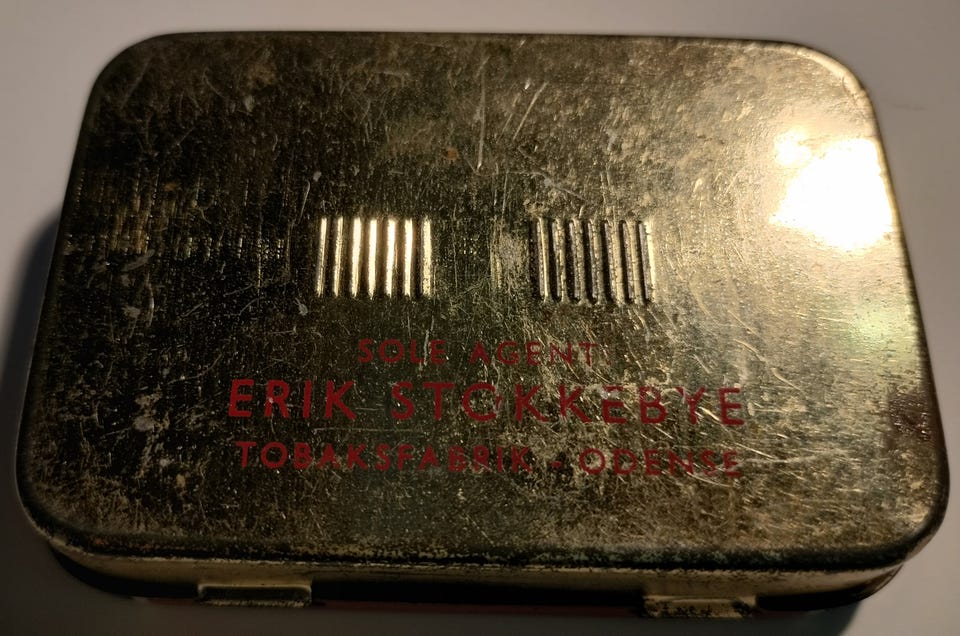 SOLE AGENT:
ERIK STOKKEBYE
TOBAKSFABRIK - ODENSE